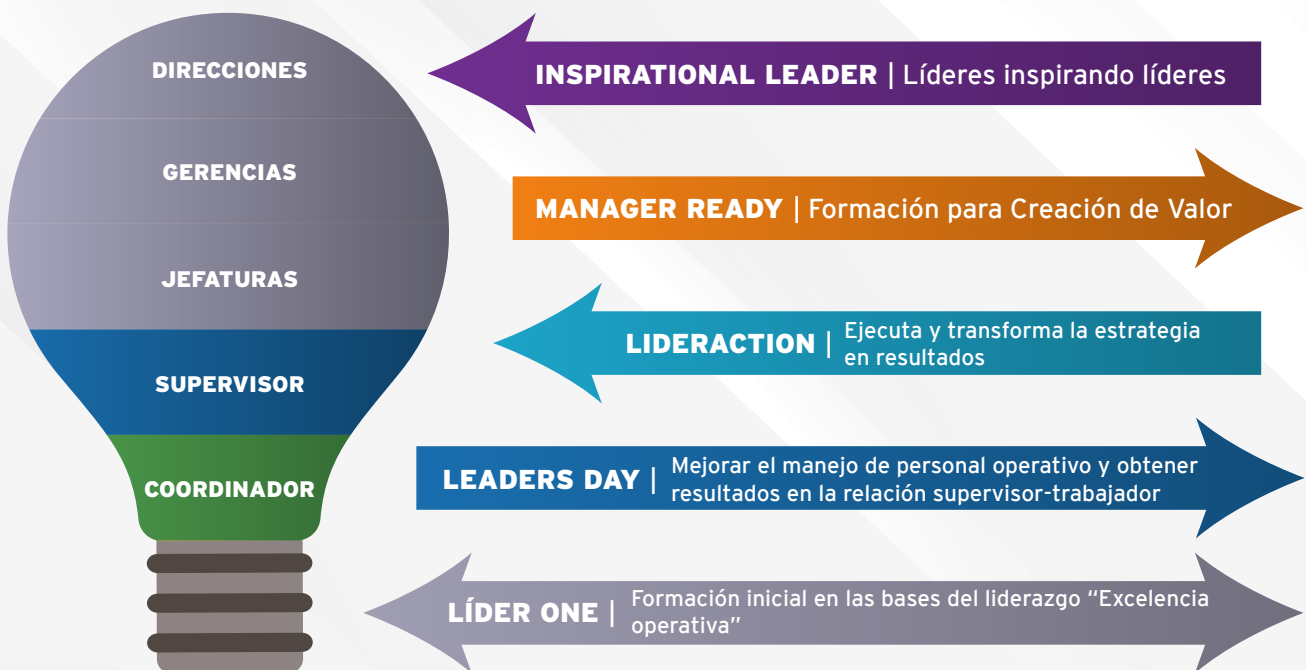 DIRECCIONES
GERENCIAS
JEFATURAS
SUPERVISOR
COORDINADOR
INSPIRATIONAL LEADER | Líderes inspirando líderes
MANAGER READY | Formación para Creación de Valor
LIDERACTION | Ejecuta y transforma la estrategia
en resultados
LEADERS DAY | Mejorar el manejo de personal operativo y obtener
resultados en la relación supervisor-trabajador
LÍDER ONE | Formación inicial en las bases del liderazgo “Excelencia
operativa”